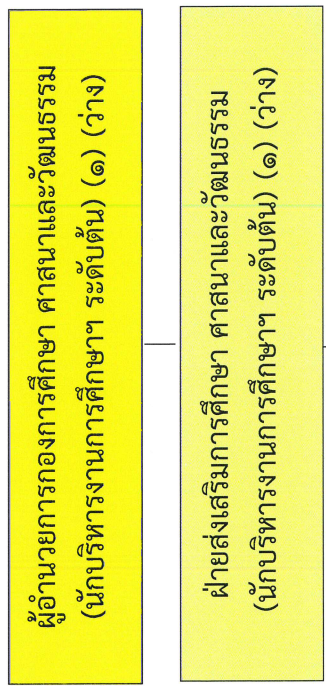 ผู้อำนวยการกองการศึกษา ศาสนาและวัฒนธรรม
(นักบริหารงานการศึกษาฯ ระดับต้น) (๑) (ว่าง)
ฝ่ายส่งเสริมการศึกษา ศาสนาและวัฒนธรรม
(นักบริหารงานการศึกษาฯ ระดับต้น) (๑) (ว่าง)